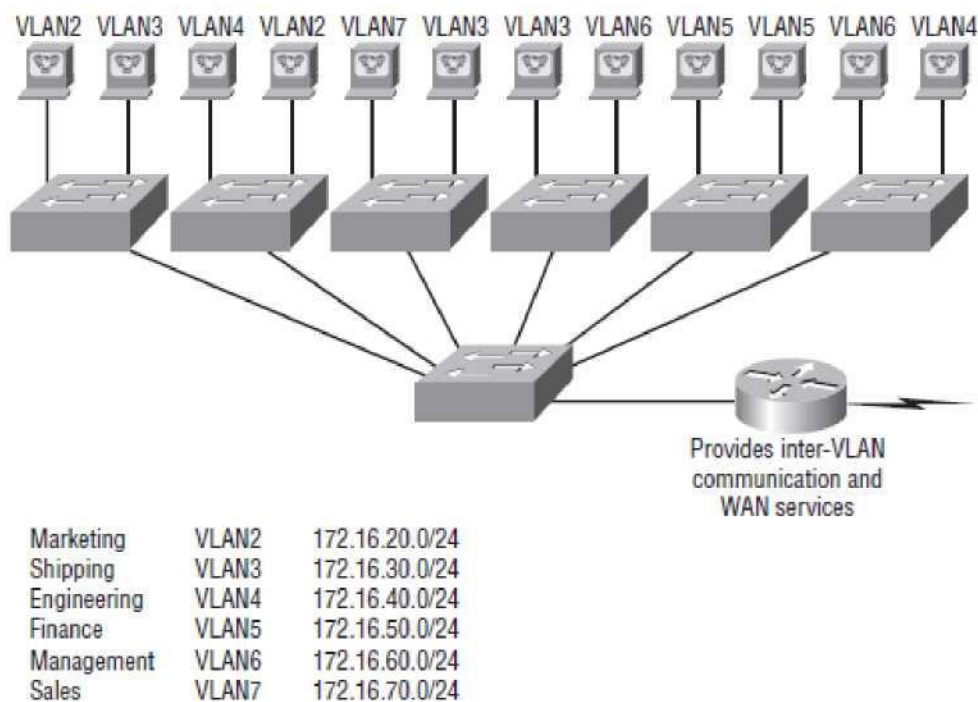 VLAN2 VLAN3 VLAN4 VLAN2 VLAN7 VLAN3 VLAN3 VLAN6 VLAN5 VLAN5 VLAN6 VLAN4
Provides inter-VLAN
communication and
WAN services
Marketing VLAN2 172.16.20.0/24
Shipping VLAN3 172.16.30.0/24
Engineering VLAN4 172.16.40.0/24
Finance VLAN5 172.16.50.0/24
Management VLAN6 172.16.60.0/24
Sales VLAN7 172.16.70.0/24